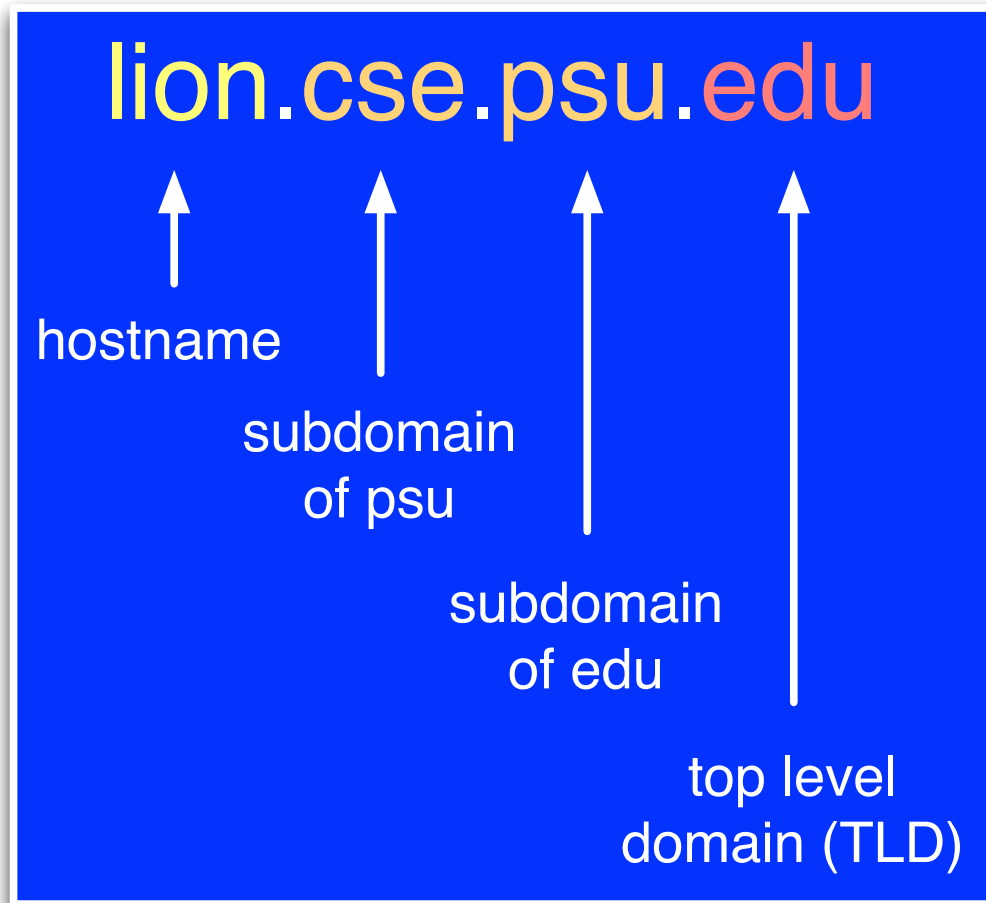 lion.cse.psu.edu
hostname
subdomain
of psu
subdomain
of edu
top level
domain (TLD)